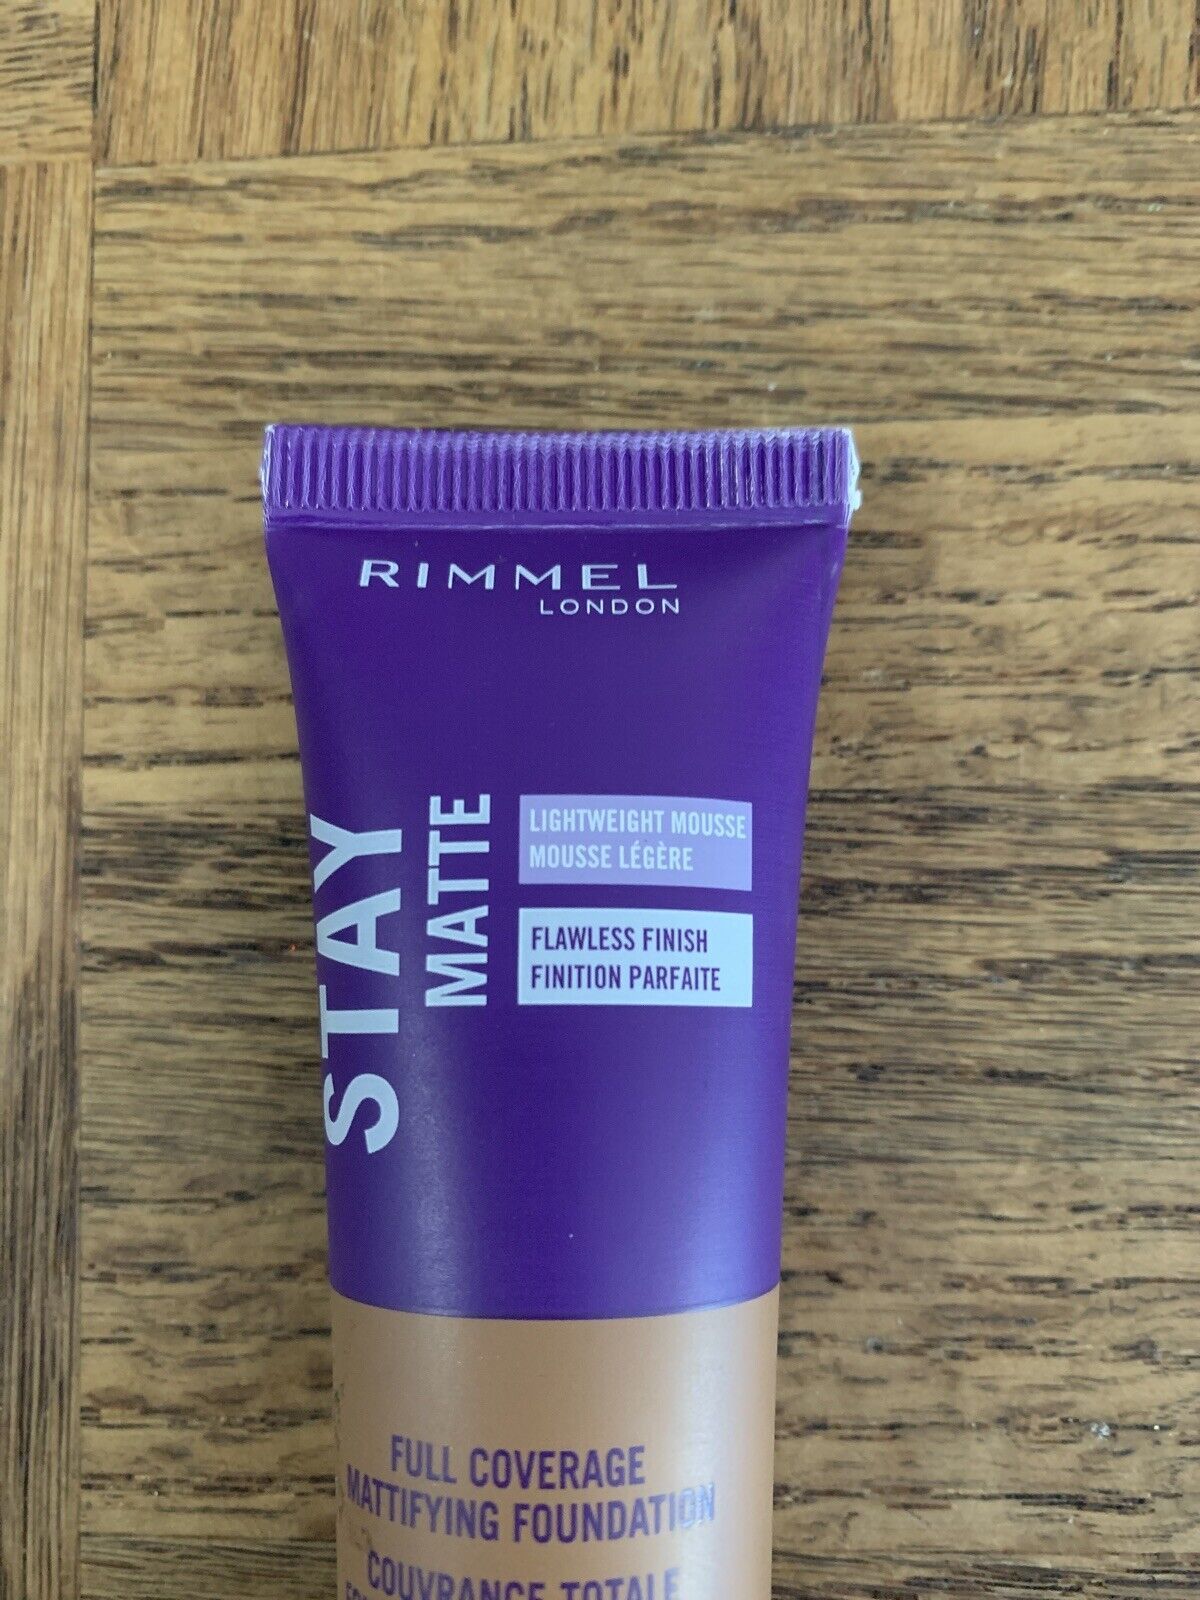 RIMMEL
LONDON
STAY
MATTE
LIGHTWEIGHT MOUSSE
MOUSSE LÉGÈRE
FLAWLESS FINISH
FINITION PARFAITE
FULL COVERAGE
MATTIFYING FOUNDATION
COUVRANCE TOTALE